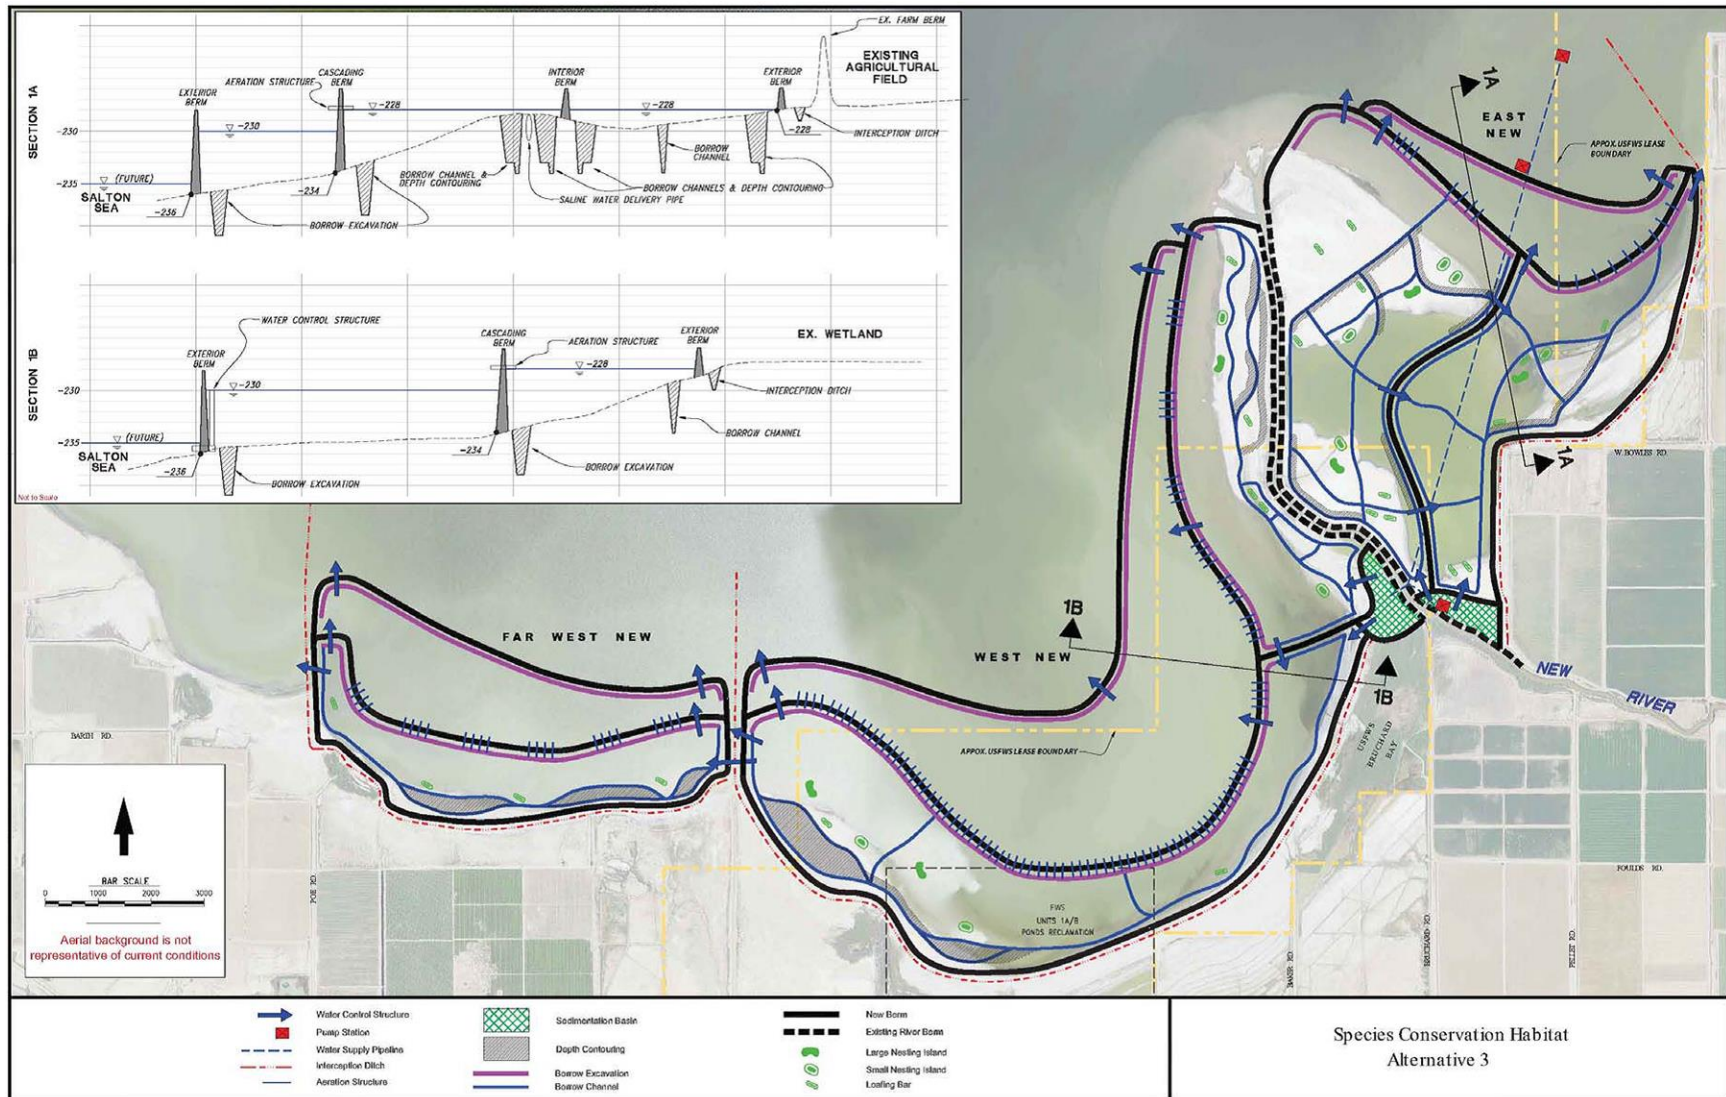 SECTION 1A
-230
-235
EXTERIOR
BERM
AERATION STRUCTURE
CASCADING
BERM
INTERIOR
BERM
EXTERIOR
BERM
EX. FARM BERM
EXISTING
AGRICULTURAL
FIELD
-230
-228
-228
-228
INTERCEPTION DITCH
BORROW
CHANNEL
(FUTURE)
SALTON
SEA
-236
-234
BORROW CHANNEL &
DEPTH CONTOURING
BORROW CHANNELS & DEPTH CONTOURING
SALINE WATER DELIVERY PIPE
BORROW EXCAVATION
SECTION 1B
-230
-235
WATER CONTROL STRUCTURE
EXTERIOR
BERM
CASCADING
BERM
AERATION STRUCTURE
EXTERIOR
BERM
EX. WETLAND
-230
-228
INTERCEPTION DITCH
BORROW CHANNEL
(FUTURE)
SALTON
SEA
-236
-234
BORROW EXCAVATION
BORROW EXCAVATION
Not to Scale
1A
EAST
NEW
APPOX. USFWS LEASE
BOUNDARY
1A
W. BOWLES RD.
FAR WEST NEW
WEST NEW
1B
1B
NEW
RIVER
USFWS
BRUCHARD
BAY
APPOX. USFWS LEASE BOUNDARY
FWS
UNITS 1A/B
PONDS RECLAMATION
BARTH RD.
POE RD.
BAKER RD.
BRUCHARD RD.
PELLET RD.
FOULDS RD.
BAR SCALE
0 1000 2000 3000
Aerial background is not
representative of current conditions
Water Control Structure
Pump Station
Water Supply Pipeline
Interception Ditch
Aeration Structure
Sedimentation Basin
Depth Contouring
Borrow Excavation
Borrow Channel
New Berm
Existing River Berm
Large Nesting Island
Small Nesting Island
Loafing Bar
Species Conservation Habitat
Alternative 3